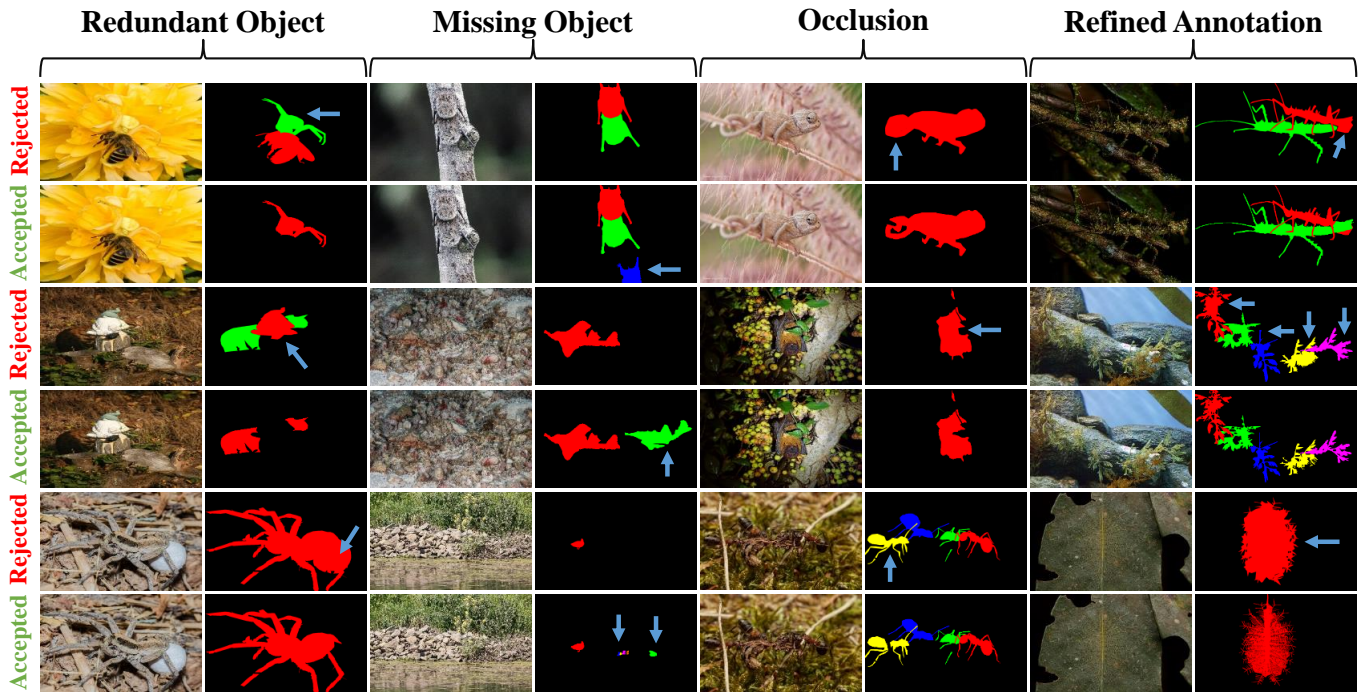 Redundant Object
Missing Object
Occlusion
Refined Annotation
Rejected
Accepted
Rejected
Accepted
Rejected
Accepted